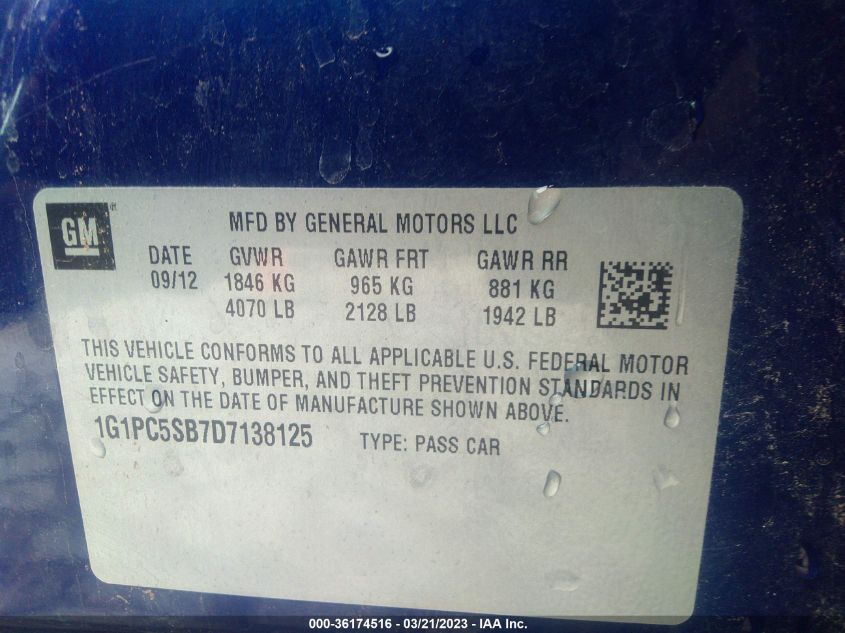 GM
MFD BY GENERAL MOTORS LLC
DATE GVWR GAWR FRT GAWR RR
09/12 1846 KG 965 KG 881 KG
4070 LB 2128 LB 1942 LB
THIS VEHICLE CONFORMS TO ALL APPLICABLE U.S. FEDERAL MOTOR
VEHICLE SAFETY, BUMPER, AND THEFT PREVENTION STANDARDS IN
EFFECT ON THE DATE OF MANUFACTURE SHOWN ABOVE.
1G1PC5SB7D7138125 TYPE: PASS CAR
000-36174516 - 03/21/2023 - IAA Inc.